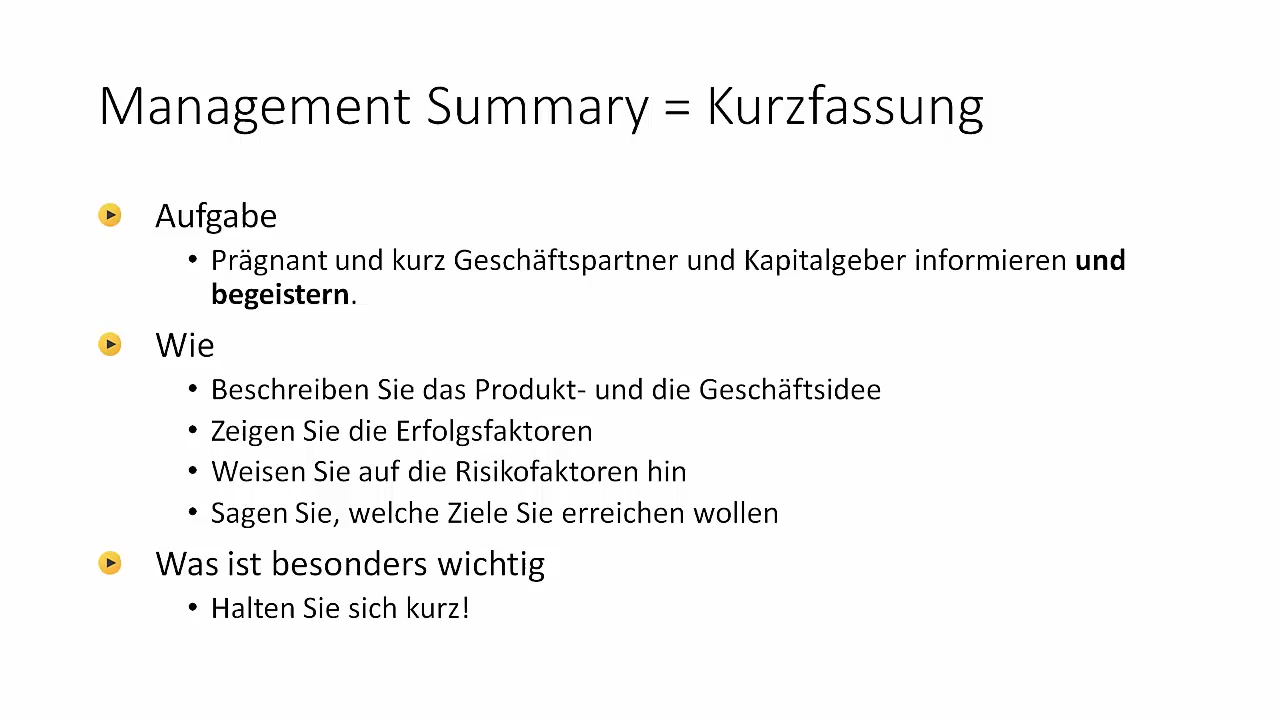 Management Summary = Kurzfassung
Aufgabe
• Prägnant und kurz Geschäftspartner und Kapitalgeber informieren und
begeistern.
Wie
• Beschreiben Sie das Produkt- und die Geschäftsidee
• Zeigen Sie die Erfolgsfaktoren
• Weisen Sie auf die Risikofaktoren hin
• Sagen Sie, welche Ziele Sie erreichen wollen
Was ist besonders wichtig
• Halten Sie sich kurz!